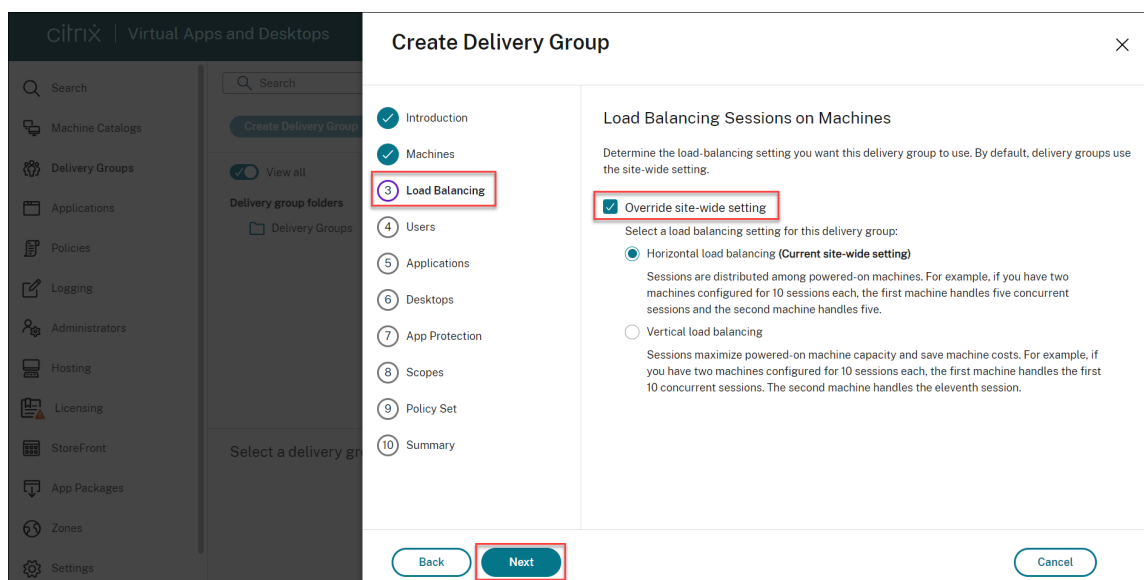 citrix | Virtual Apps and Desktops
Search
Machine Catalogs
Delivery Groups
Applications
Policies
Logging
Administrators
Hosting
Licensing
StoreFront
App Packages
Zones
Settings
Search
Create Delivery Group
View all
Delivery group folders
Delivery Groups
Select a delivery gr
Create Delivery Group
Introduction
Machines
3 Load Balancing
4 Users
5 Applications
6 Desktops
7 App Protection
8 Scopes
9 Policy Set
10 Summary
Load Balancing Sessions on Machines
Determine the load-balancing setting you want this delivery group to use. By default, delivery groups use
the site-wide setting.
Override site-wide setting
Select a load balancing setting for this delivery group:
Horizontal load balancing (Current site-wide setting)
Sessions are distributed among powered-on machines. For example, if you have two
machines configured for 10 sessions each, the first machine handles five concurrent
sessions and the second machine handles five.
Vertical load balancing
Sessions maximize powered-on machine capacity and save machine costs. For example, if
you have two machines configured for 10 sessions each, the first machine handles the first
10 concurrent sessions. The second machine handles the eleventh session.
Back
Next
Cancel